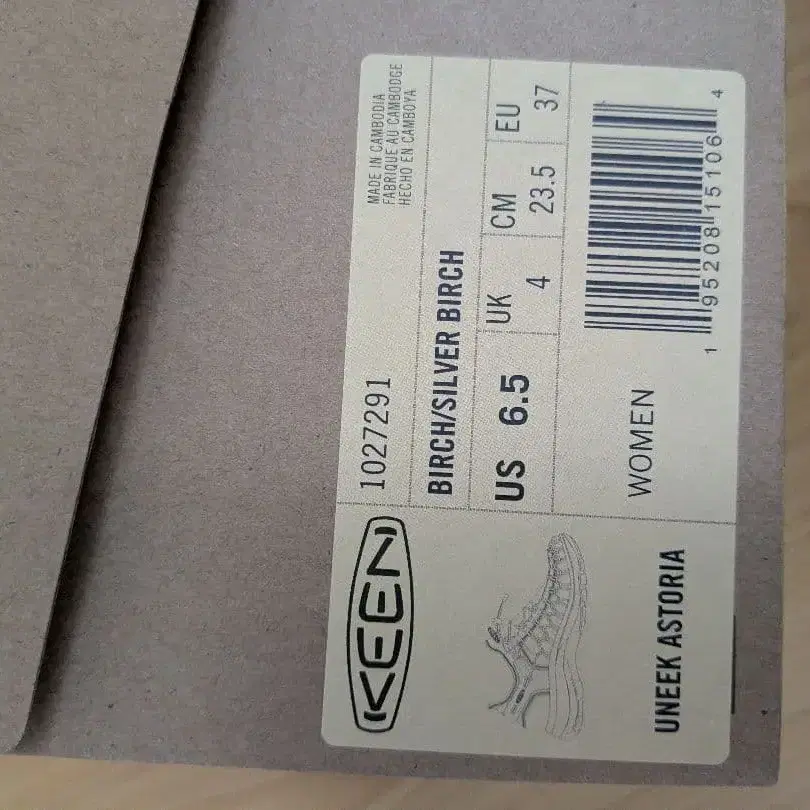 KEEN
1027291
MADE IN CAMBODIA
FABRIQUE AU CAMBODGE
HECHO EN CAMBOYA
BIRCH/SILVER BIRCH
US 6.5
UK 4
CM 23.5
EU 37
UNEEK ASTORIA
WOMEN
1 95208 15106 4